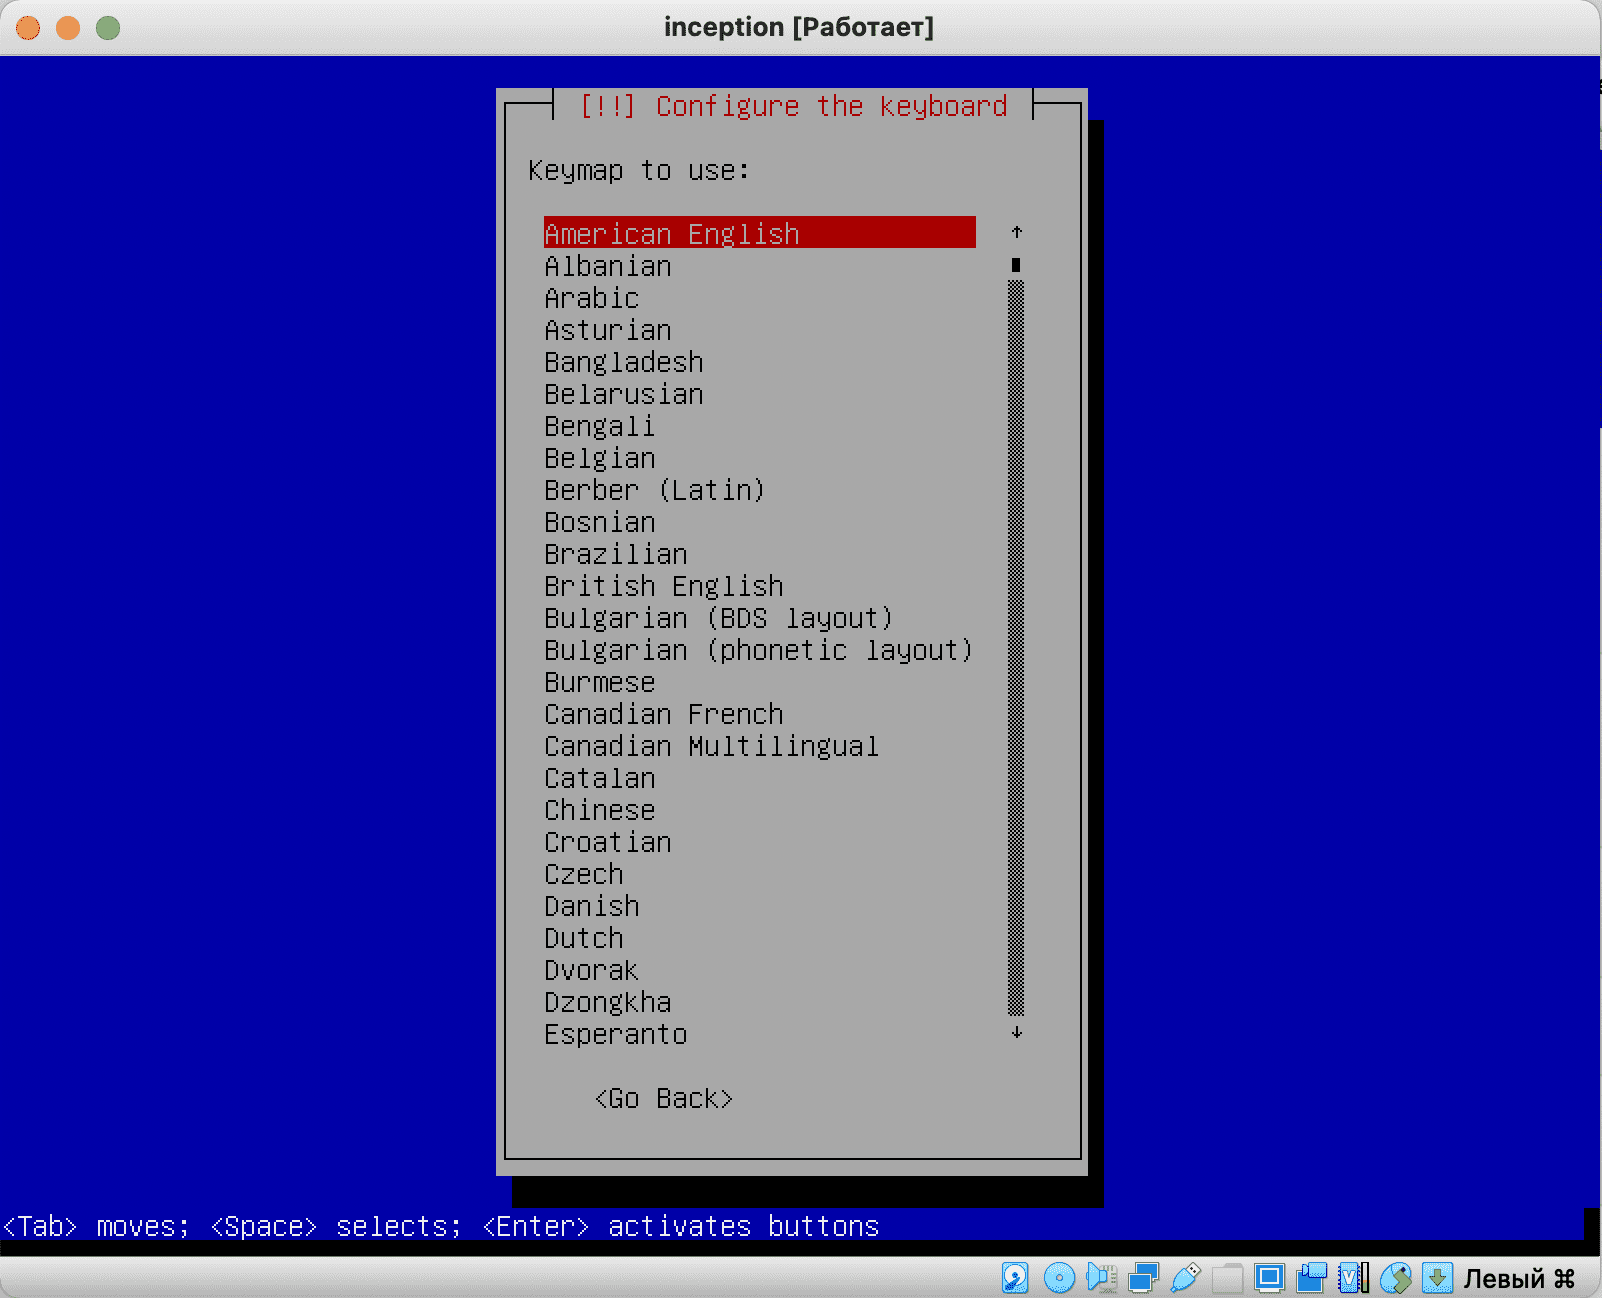 inception [Работает]
[!!] Configure the keyboard
Keymap to use:
American English
Albanian
Arabic
Asturian
Bangladesh
Belarusian
Bengali
Belgian
Berber (Latin)
Bosnian
Brazilian
British English
Bulgarian (BDS layout)
Bulgarian (phonetic layout)
Burmese
Canadian French
Canadian Multilingual
Catalan
Chinese
Croatian
Czech
Danish
Dutch
Dvorak
Dzongkha
Esperanto
<Go Back>
<Tab> moves; <Space> selects; <Enter> activates buttons
Левый ⌘